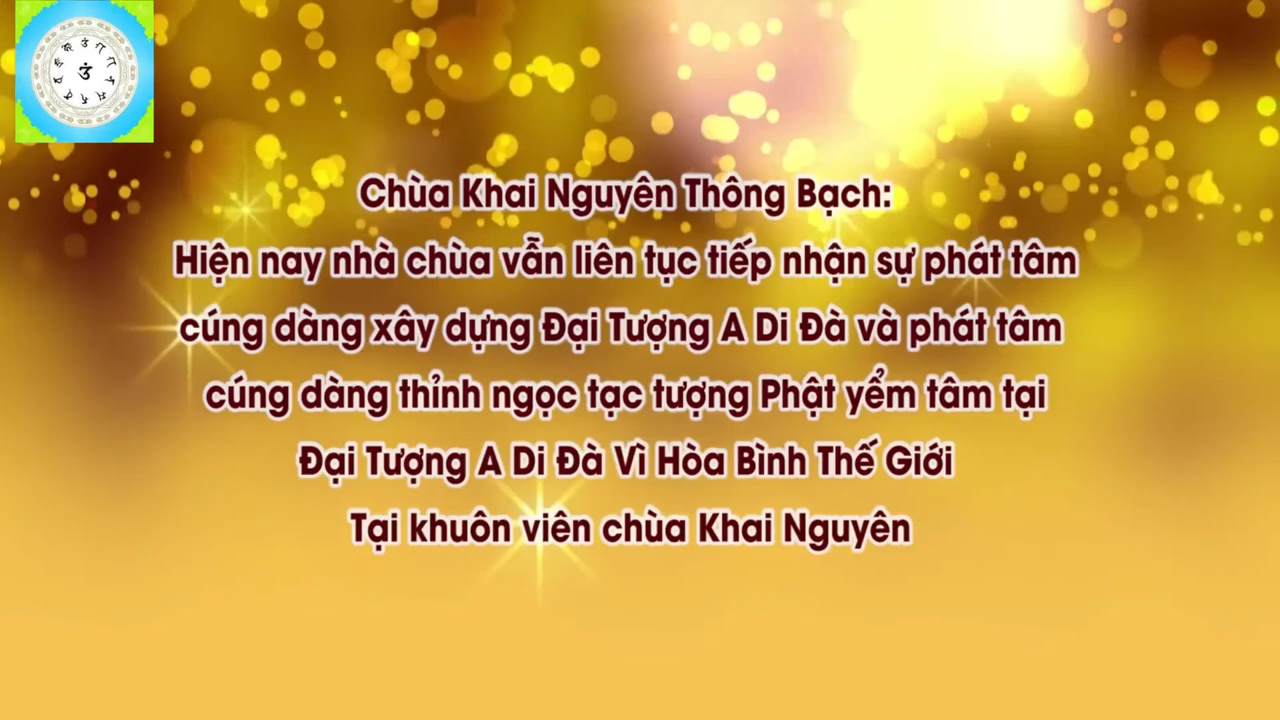 Chùa Khai Nguyên Thông Bạch:
Hiện nay nhà chùa vẫn liên tục tiếp nhận sự phát tâm
cúng dàng xây dựng Đại Tượng A Di Đà và phát tâm
cúng dàng thỉnh ngọc tạc tượng Phật yểm tâm tại
Đại Tượng A Di Đà Vì Hòa Bình Thế Giới
Tại khuôn viên chùa Khai Nguyên